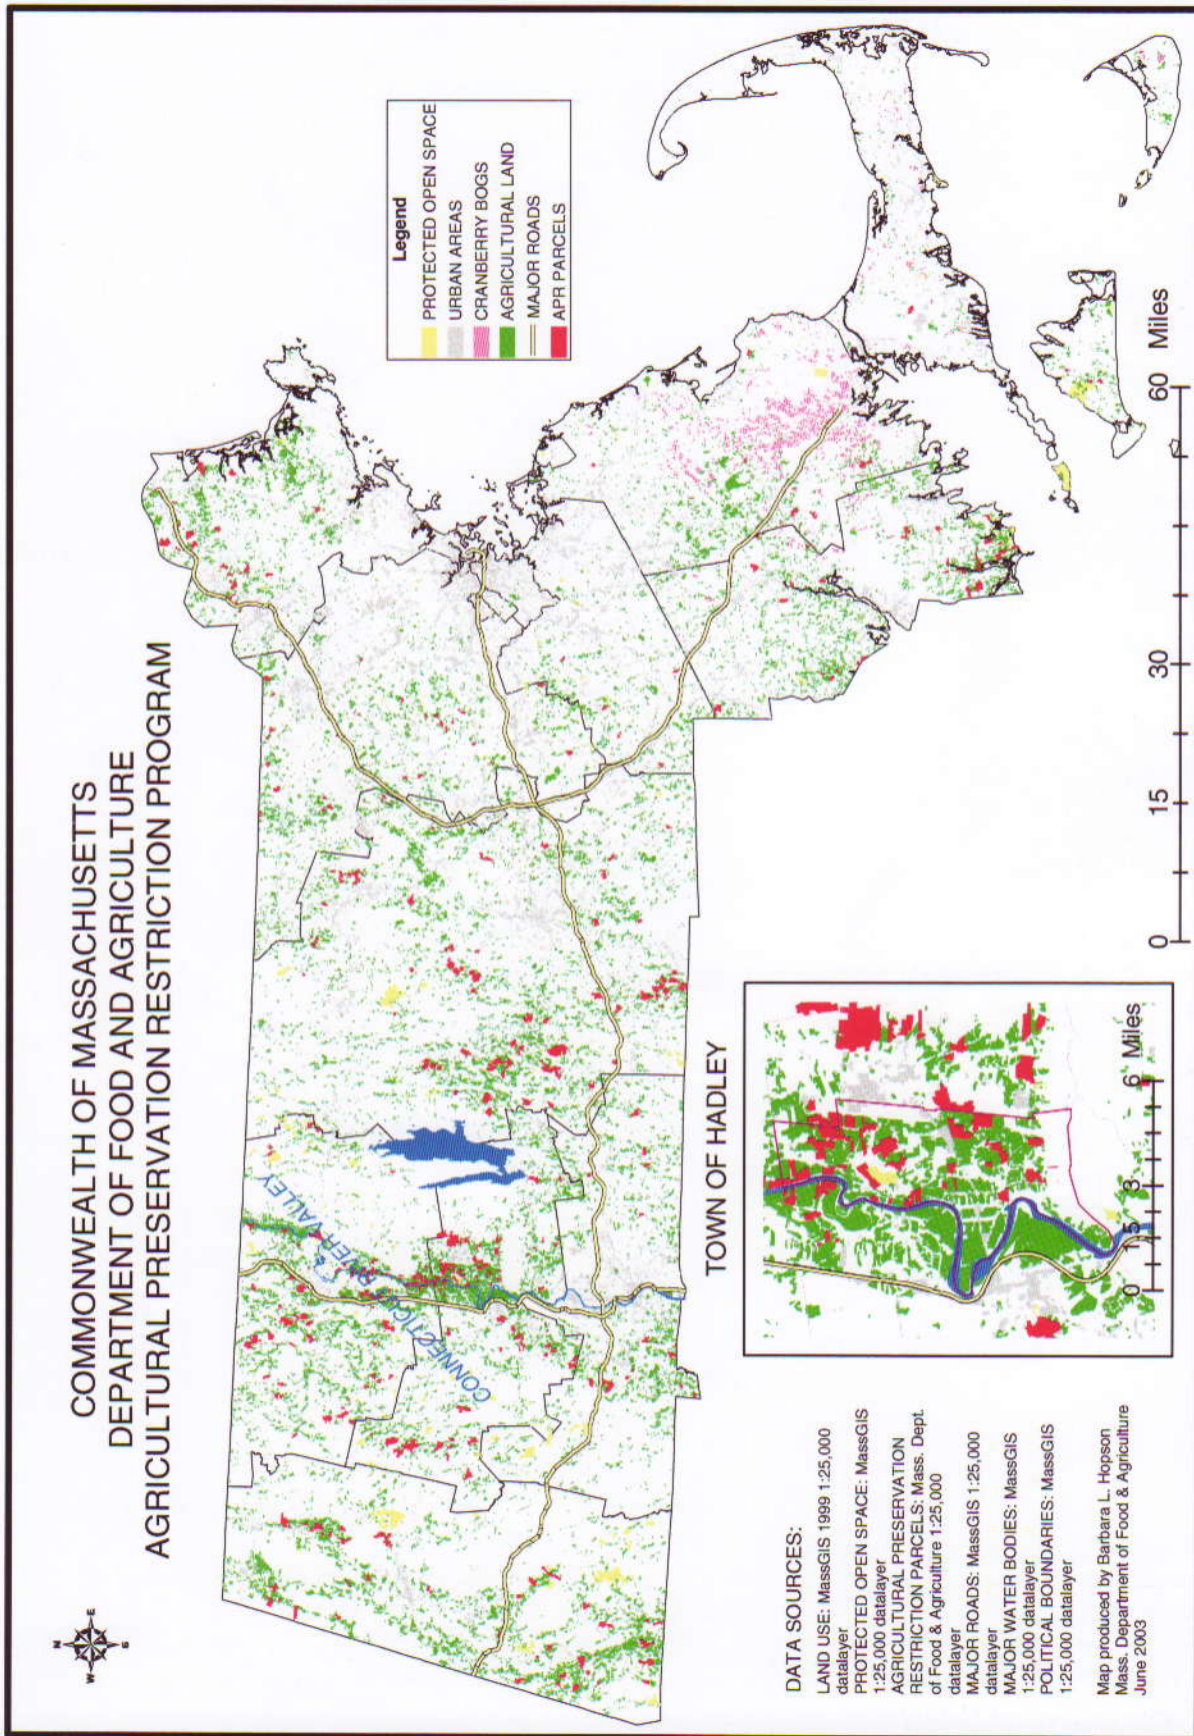 COMMONWEALTH OF MASSACHUSETTS
DEPARTMENT OF FOOD AND AGRICULTURE
AGRICULTURAL PRESERVATION RESTRICTION PROGRAM
N
W
E
S
Legend
PROTECTED OPEN SPACE
URBAN AREAS
CRANBERRY BOGS
AGRICULTURAL LAND
MAJOR ROADS
APR PARCELS
CONNECTICUT RIVER VALLEY
TOWN OF HADLEY
0 1.5 3 6 Miles
0 15 30 60 Miles
DATA SOURCES:
LAND USE: MassGIS 1999 1:25,000
datalayer
PROTECTED OPEN SPACE: MassGIS
1:25,000 datalayer
AGRICULTURAL PRESERVATION
RESTRICTION PARCELS: Mass. Dept.
of Food & Agriculture 1:25,000
datalayer
MAJOR ROADS: MassGIS 1:25,000
datalayer
MAJOR WATER BODIES: MassGIS
1:25,000 datalayer
POLITICAL BOUNDARIES: MassGIS
1:25,000 datalayer
Map produced by Barbara L. Hopson
Mass. Department of Food & Agriculture
June 2003